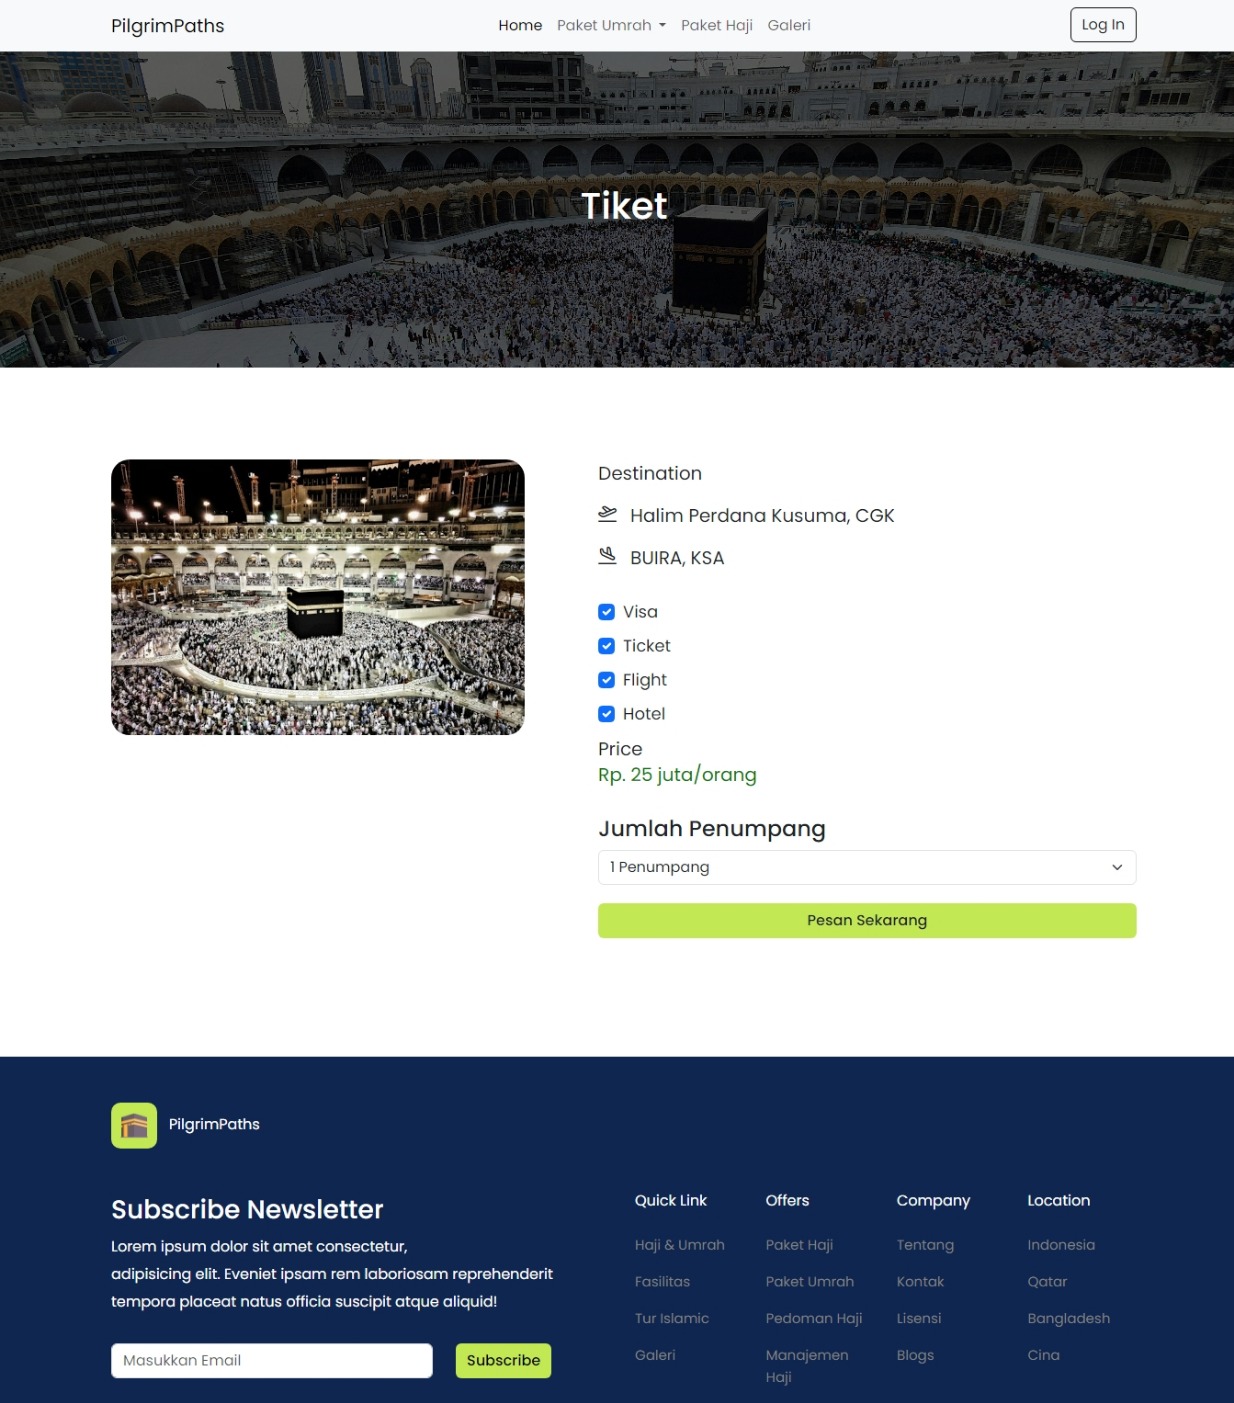 PilgrimPaths
Home Paket Umrah Paket Haji Galeri
Log In
Tiket
Destination
Halim Perdana Kusuma, CGK
BUIRA, KSA
Visa
Ticket
Flight
Hotel
Price
Rp. 25 juta/orang
Jumlah Penumpang
1 Penumpang
Pesan Sekarang
PilgrimPaths
Subscribe Newsletter
Lorem ipsum dolor sit amet consectetur,
adipisicing elit. Eveniet ipsam rem laboriosam reprehenderit
tempora placeat natus officia suscipit atque aliquid!
Masukkan Email
Subscribe
Quick Link
Haji & Umrah
Fasilitas
Tur Islamic
Galeri
Offers
Paket Haji
Paket Umrah
Pedoman Haji
Manajemen
Haji
Company
Tentang
Kontak
Lisensi
Blogs
Location
Indonesia
Qatar
Bangladesh
Cina